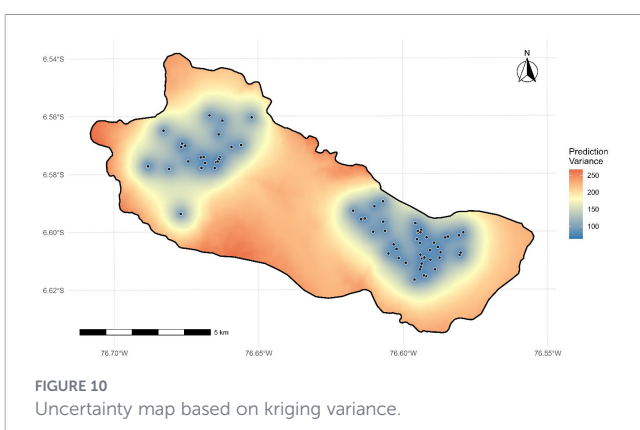 N
6.54°S
6.56°S
6.58°S
6.60°S
6.62°S
Prediction
Variance
250
200
150
100
5 km
76.70°W
76.65°W
76.60°W
76.55°W
FIGURE 10
Uncertainty map based on kriging variance.